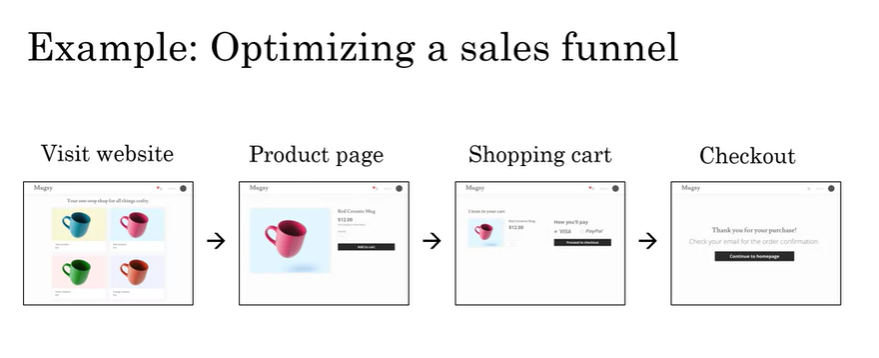 Example: Optimizing a sales funnel
Visit website
Product page
Shopping cart
Checkout
Mugsy
Your one-stop shop for all things crafty.
Mugsy
Red Ceramic Mug
$12.00
Add to cart
Mugsy
Items in your cart
Red Ceramic Mug
$12.00
How you'll pay
VISA PayPal
Proceed to checkout
Mugsy
Thank you for your purchase!
Check your email for the order confirmation.
Continue to homepage